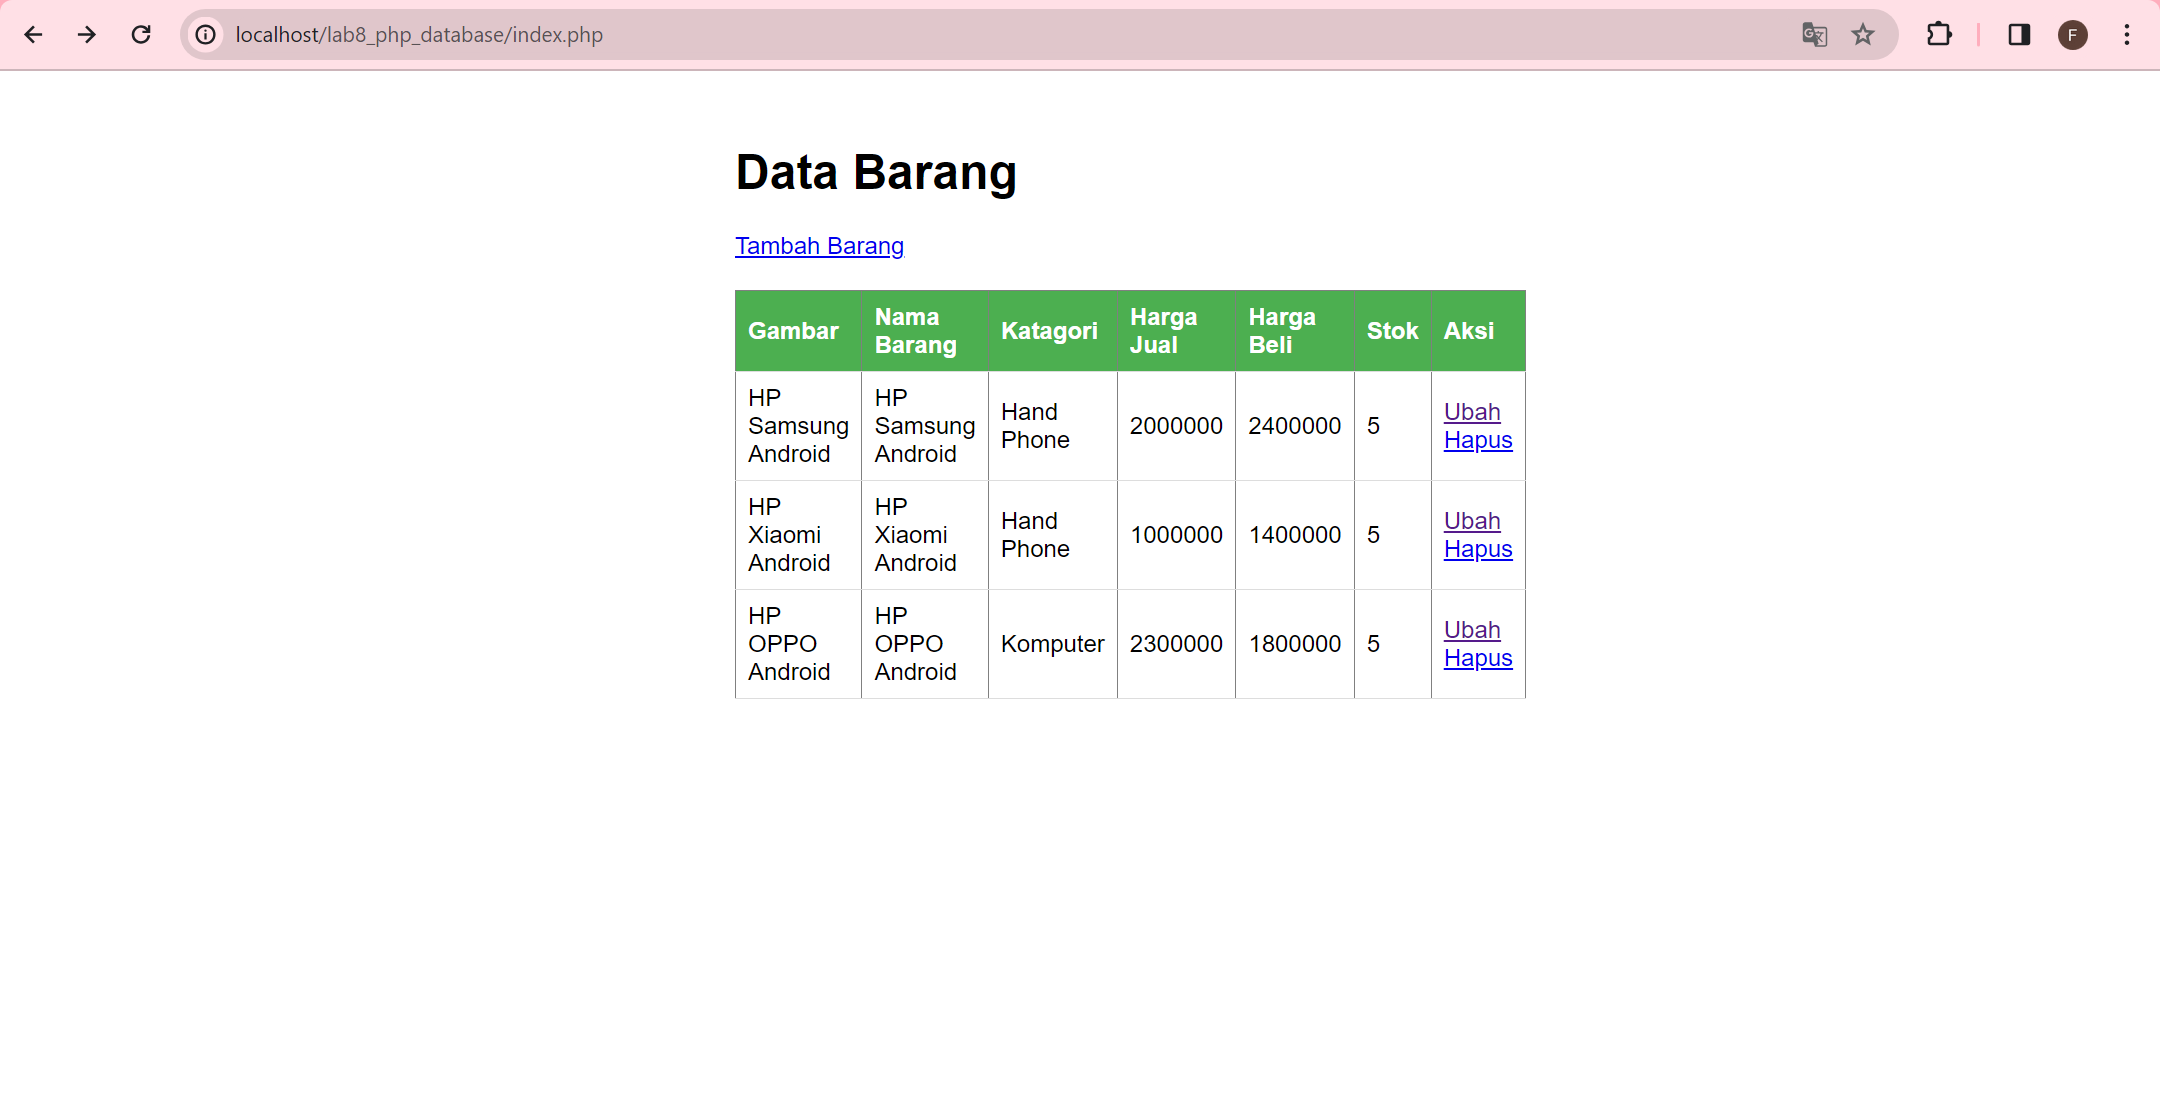 localhost/lab8_php_database/index.php
F
Data Barang
Tambah Barang
Gambar Nama Barang Katagori Harga Jual Harga Beli Stok Aksi
HP Samsung Android HP Samsung Android Hand Phone 2000000 2400000 5 Ubah Hapus
HP Xiaomi Android HP Xiaomi Android Hand Phone 1000000 1400000 5 Ubah Hapus
HP OPPO Android HP OPPO Android Komputer 2300000 1800000 5 Ubah Hapus